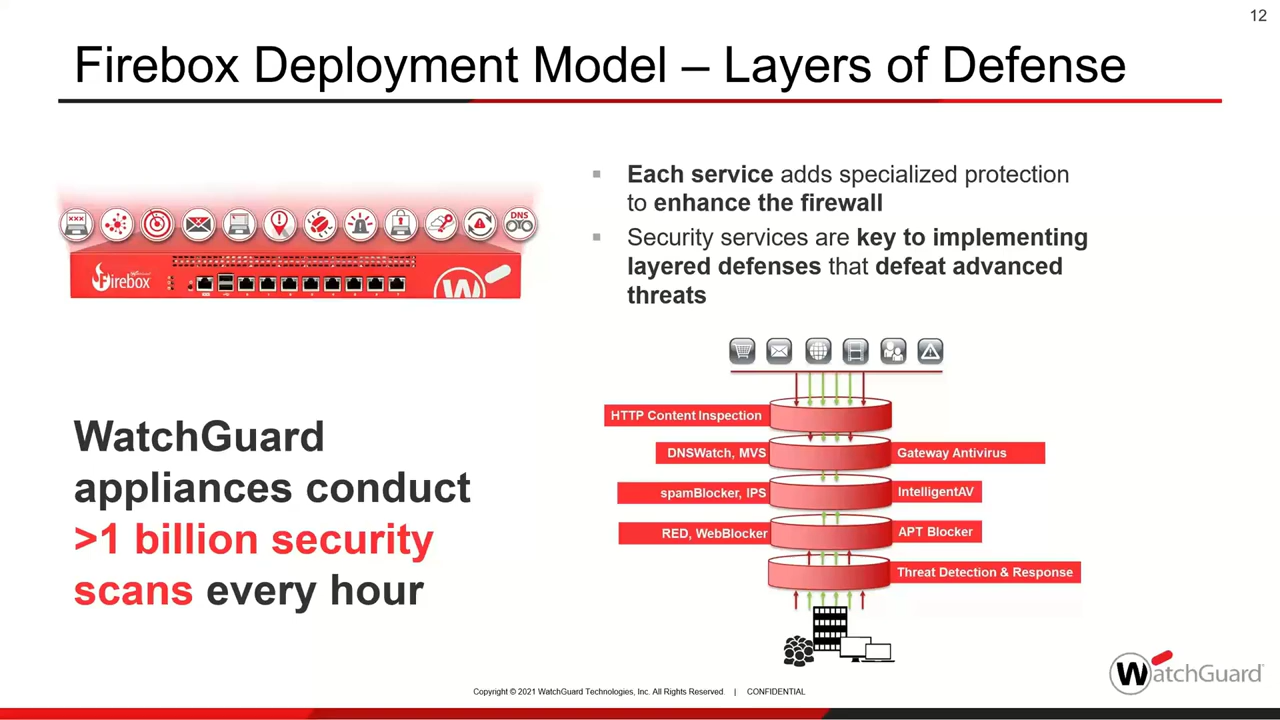 12
Firebox Deployment Model – Layers of Defense
Each service adds specialized protection
to enhance the firewall
Security services are key to implementing
layered defenses that defeat advanced
threats
XXX
DNS
Firebox
W
WatchGuard
appliances conduct
>1 billion security
scans every hour
HTTP Content Inspection
DNSWatch, MVS
Gateway Antivirus
spamBlocker, IPS
IntelligentAV
RED, WebBlocker
APT Blocker
Threat Detection & Response
WatchGuard
Copyright © 2021 WatchGuard Technologies, Inc. All Rights Reserved. | CONFIDENTIAL